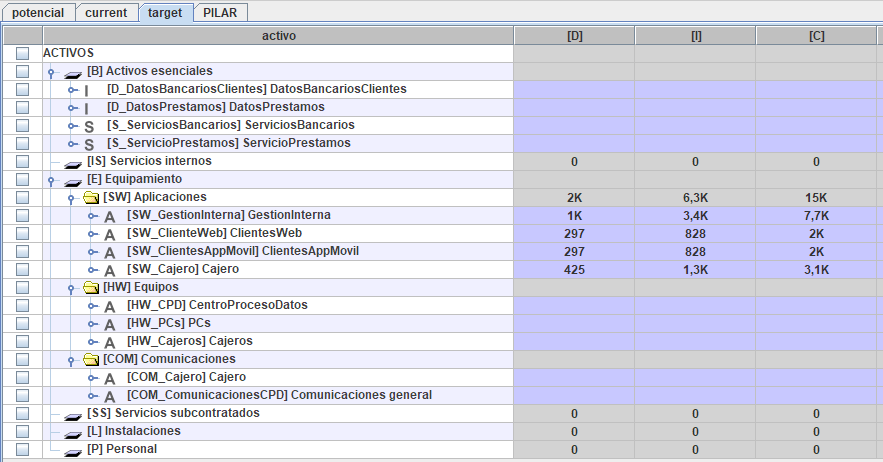 potencial current target PILAR
activo [D] [I] [C]
ACTIVOS
[B] Activos esenciales
I [D_DatosBancariosClientes] DatosBancariosClientes
I [D_DatosPrestamos] DatosPrestamos
S [S_ServiciosBancarios] ServiciosBancarios
S [S_ServicioPrestamos] ServicioPrestamos
[IS] Servicios internos 0 0 0
[E] Equipamiento
[SW] Aplicaciones 2K 6,3K 15K
A [SW_GestionInterna] GestionInterna 1K 3,4K 7,7K
A [SW_ClienteWeb] ClientesWeb 297 828 2K
A [SW_ClientesAppMovil] ClientesAppMovil 297 828 2K
A [SW_Cajero] Cajero 425 1,3K 3,1K
[HW] Equipos
A [HW_CPD] CentroProcesoDatos
A [HW_PCs] PCs
A [HW_Cajeros] Cajeros
[COM] Comunicaciones
A [COM_Cajero] Cajero
A [COM_ComunicacionesCPD] Comunicaciones general
[SS] Servicios subcontratados 0 0 0
[L] Instalaciones 0 0 0
[P] Personal 0 0 0